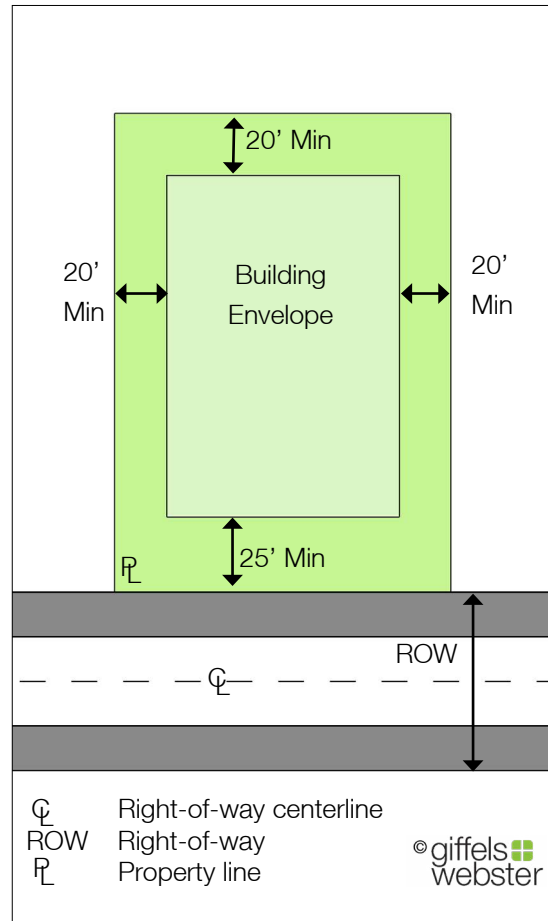 20’ Min
20’
Min
Building
Envelope
20’
Min
25’ Min
PL
ROW
CL
CL Right-of-way centerline
ROW Right-of-way
PL Property line
© giffels
webster